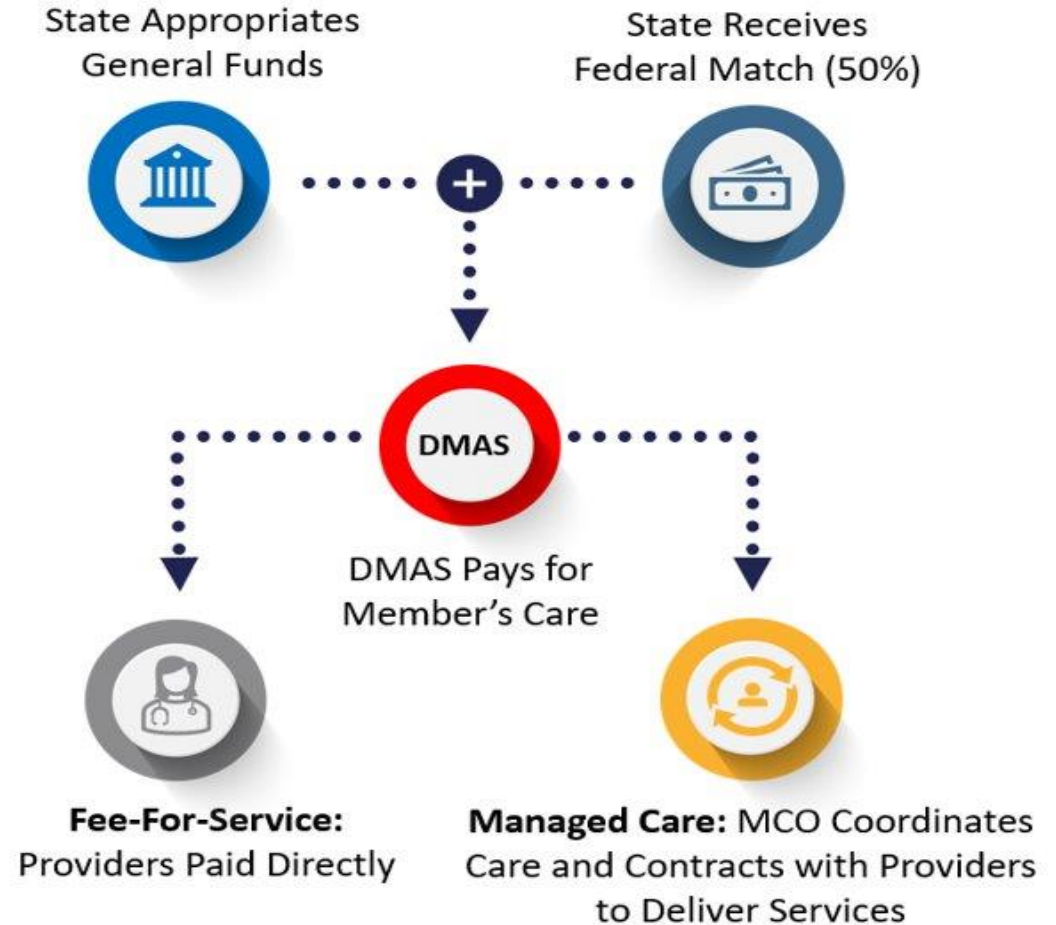 State Appropriates
General Funds
State Receives
Federal Match (50%)
DMAS
DMAS Pays for
Member’s Care
Fee-For-Service:
Providers Paid Directly
Managed Care: MCO Coordinates
Care and Contracts with Providers
to Deliver Services